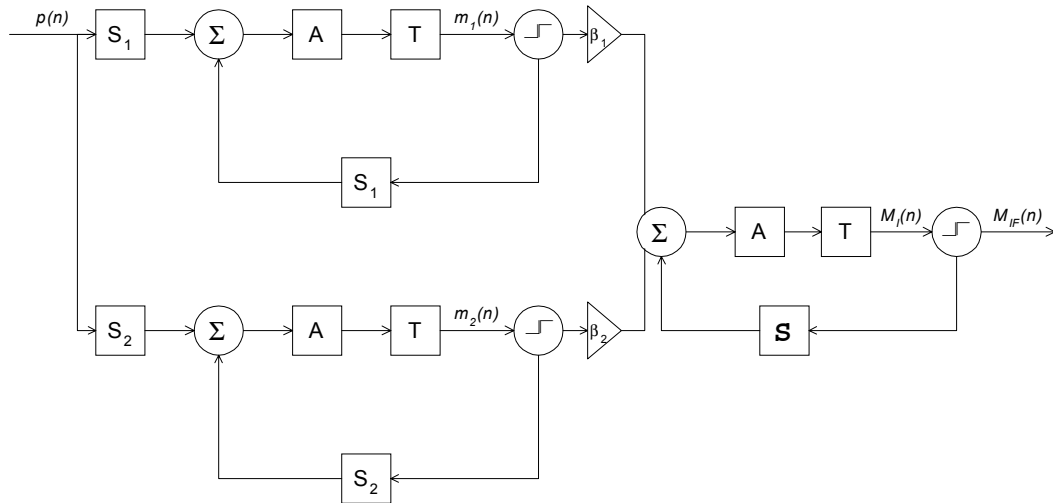 p(n)
S1
Σ
A
T
m1(n)
β1
S1
Σ
A
T
MI(n)
MIF(n)
S
S2
Σ
A
T
m2(n)
β2
S2